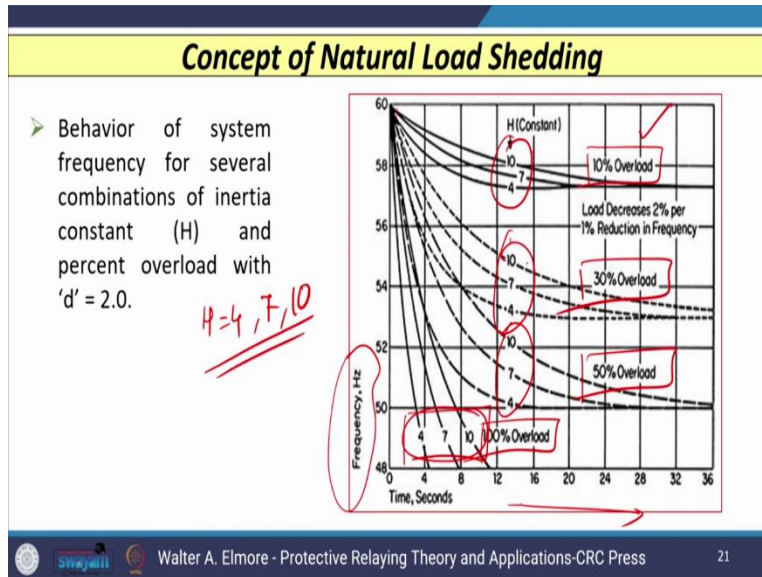 Concept of Natural Load Shedding
➤ Behavior of system
frequency for several
combinations of inertia
constant (H) and
percent overload with
'd' = 2.0.
H=4, 7, 10
60
58
56
54
52
50
48
Frequency, Hz
H (Constant)
10
7
4
10% Overload
Load Decreases 2% per
1% Reduction in Frequency
10
7
4
30% Overload
10
7
4
50% Overload
4 7 10 100% Overload
0 4 8 12 16 20 24 28 32 36
Time, Seconds
swayam
Walter A. Elmore - Protective Relaying Theory and Applications-CRC Press
21